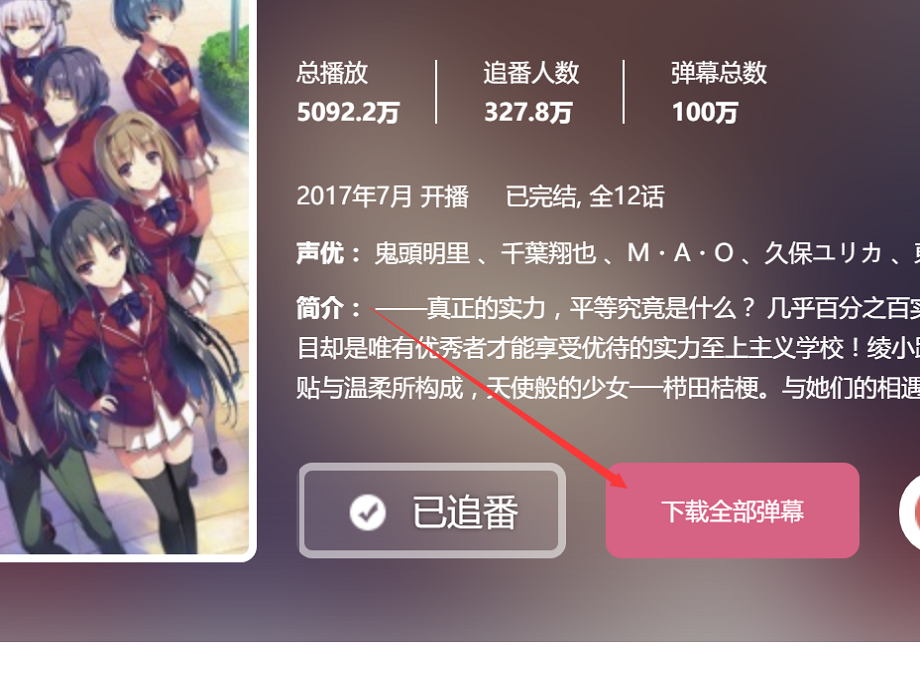 总播放 追番人数 弹幕总数
5092.2万 327.8万 100万
2017年7月 开播 已完结, 全12话
声优： 鬼頭明里 、千葉翔也 、M・A・O 、久保ユリカ 、
简介： ——真正的实力，平等究竟是什么？ 几乎百分之百
目却是唯有优秀者才能享受优待的实力至上主义学校！绫小
贴与温柔所构成，天使般的少女──栉田桔梗。与她们的相遇
已追番 下载全部弹幕